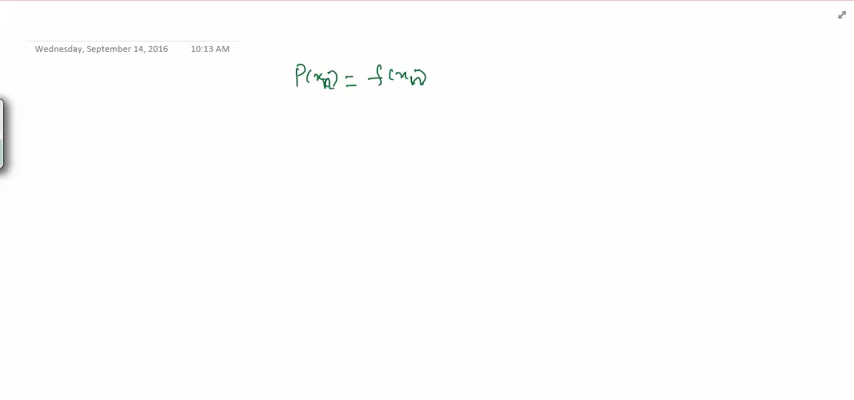 Wednesday, September 14, 2016 10:13 AM
P(xₙ) = f(xₙ)